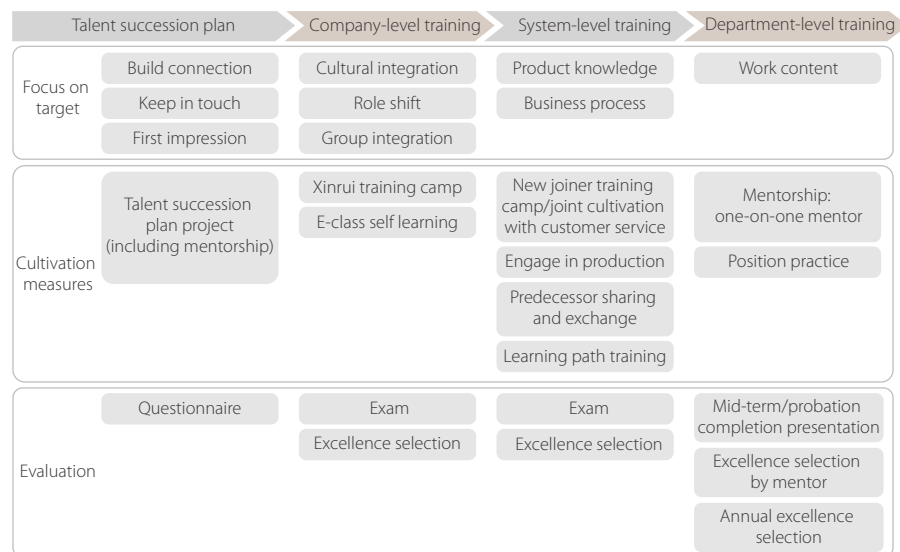 Talent succession plan
Company-level training
System-level training
Department-level training
Focus on
target
Build connection
Keep in touch
First impression
Cultural integration
Role shift
Group integration
Product knowledge
Business process
Work content
Cultivation
measures
Talent succession
plan project
(including mentorship)
Xinrui training camp
E-class self learning
New joiner training
camp/joint cultivation
with customer service
Engage in production
Predecessor sharing
and exchange
Learning path training
Mentorship:
one-on-one mentor
Position practice
Evaluation
Questionnaire
Exam
Excellence selection
Exam
Excellence selection
Mid-term/probation
completion presentation
Excellence selection
by mentor
Annual excellence
selection